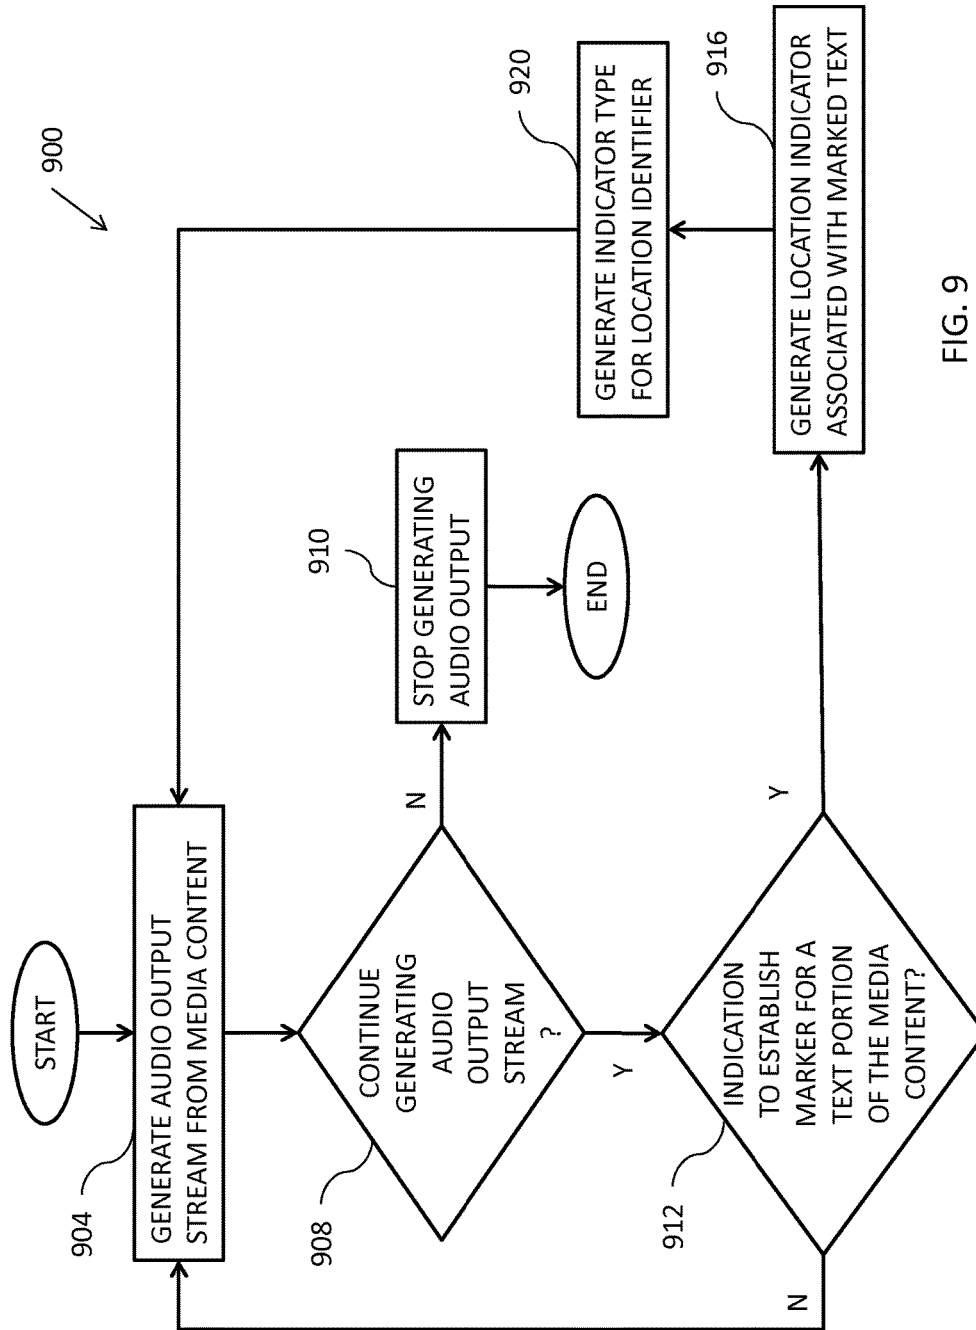 900
START
904
GENERATE AUDIO OUTPUT
STREAM FROM MEDIA CONTENT
908
CONTINUE
GENERATING
AUDIO
OUTPUT
STREAM
?
N
910
STOP GENERATING
AUDIO OUTPUT
END
Y
912
INDICATION
TO ESTABLISH
MARKER FOR A
TEXT PORTION
OF THE MEDIA
CONTENT?
N
Y
916
GENERATE LOCATION INDICATOR
ASSOCIATED WITH MARKED TEXT
920
GENERATE INDICATOR TYPE
FOR LOCATION IDENTIFIER
FIG. 9